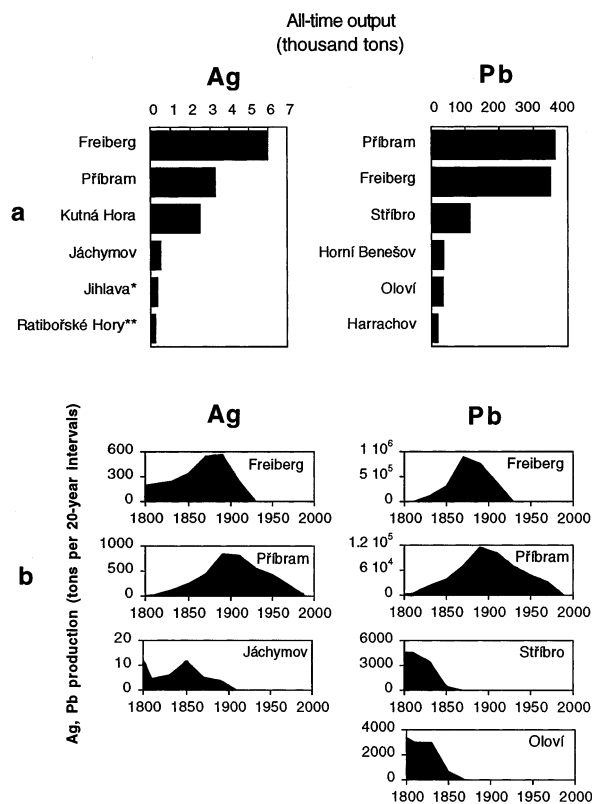 All-time output
(thousand tons)
Ag
Pb
0 1 2 3 4 5 6 7
0 100 200 300 400
a
Freiberg
Příbram
Kutná Hora
Jáchymov
Jihlava*
Ratibořské Hory**
Příbram
Freiberg
Stříbro
Horní Benešov
Oloví
Harrachov
b
Ag, Pb production (tons per 20-year intervals)
Ag
Pb
600
300
0
Freiberg
1800 1850 1900 1950 2000
1000
500
0
Příbram
1800 1850 1900 1950 2000
20
10
0
Jáchymov
1800 1850 1900 1950 2000
1 10⁶
5 10⁵
0
Freiberg
1800 1850 1900 1950 2000
1.2 10⁵
6 10⁴
0
Příbram
1800 1850 1900 1950 2000
6000
3000
0
Stříbro
1800 1850 1900 1950 2000
4000
2000
0
Oloví
1800 1850 1900 1950 2000